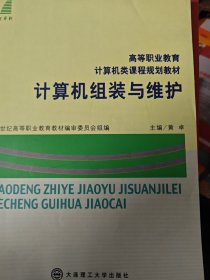 高等职业教育
计算机类课程规划教材
计算机组装与维护
世纪高等职业教育教材编审委员会组编 主编/黄卓
AODENG ZHIYE JIAOYU JISUANJILEI
ECHENG GUIHUA JIAOCAI
大连理工大学出版社